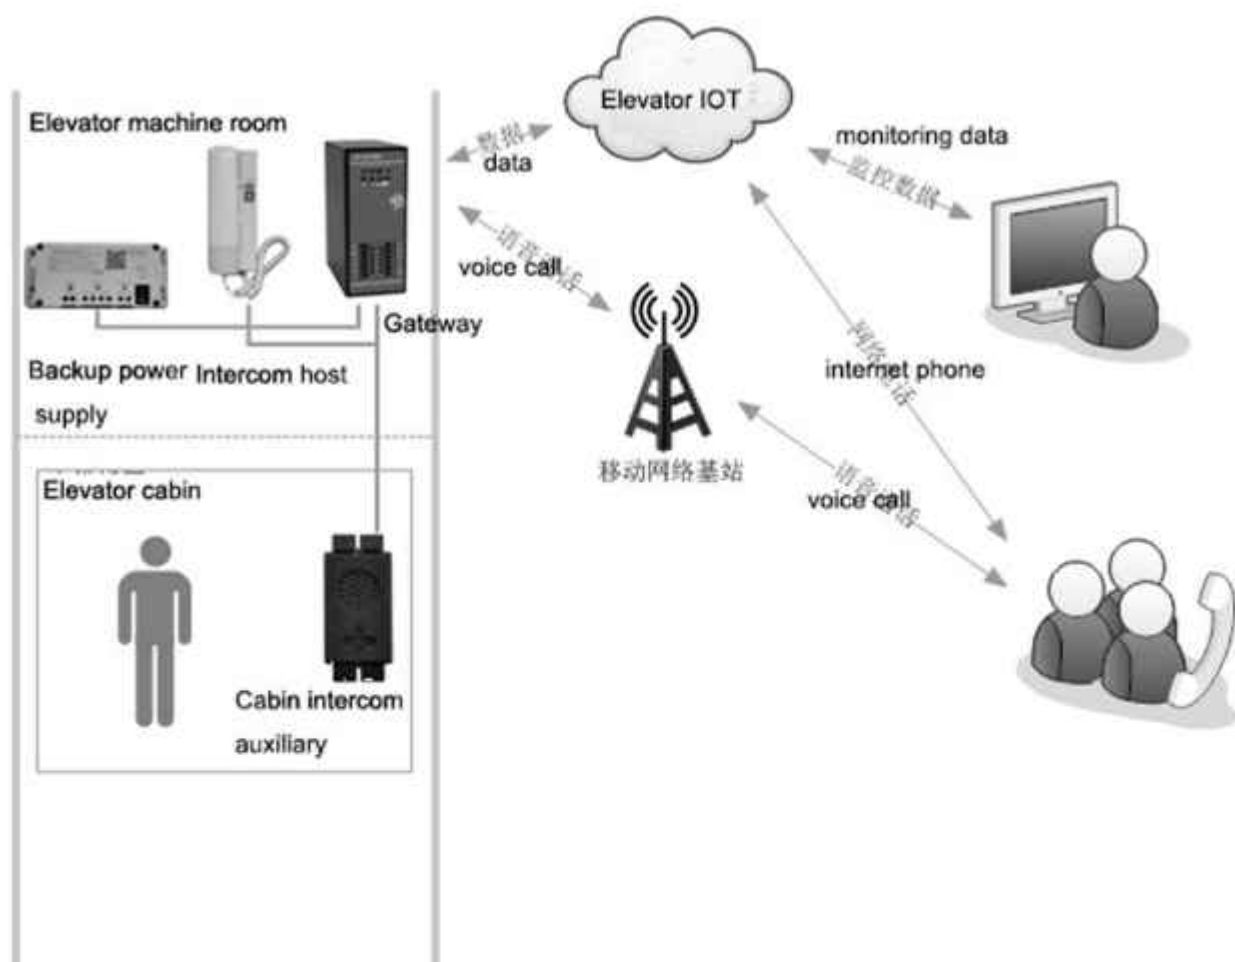 Elevator IOT
Elevator machine room
数据
data
monitoring data
监控数据
语音通话
voice call
Gateway
Backup power
supply
Intercom host
网络电话
internet phone
移动网络基站
语音通话
voice call
Elevator cabin
Cabin intercom
auxiliary